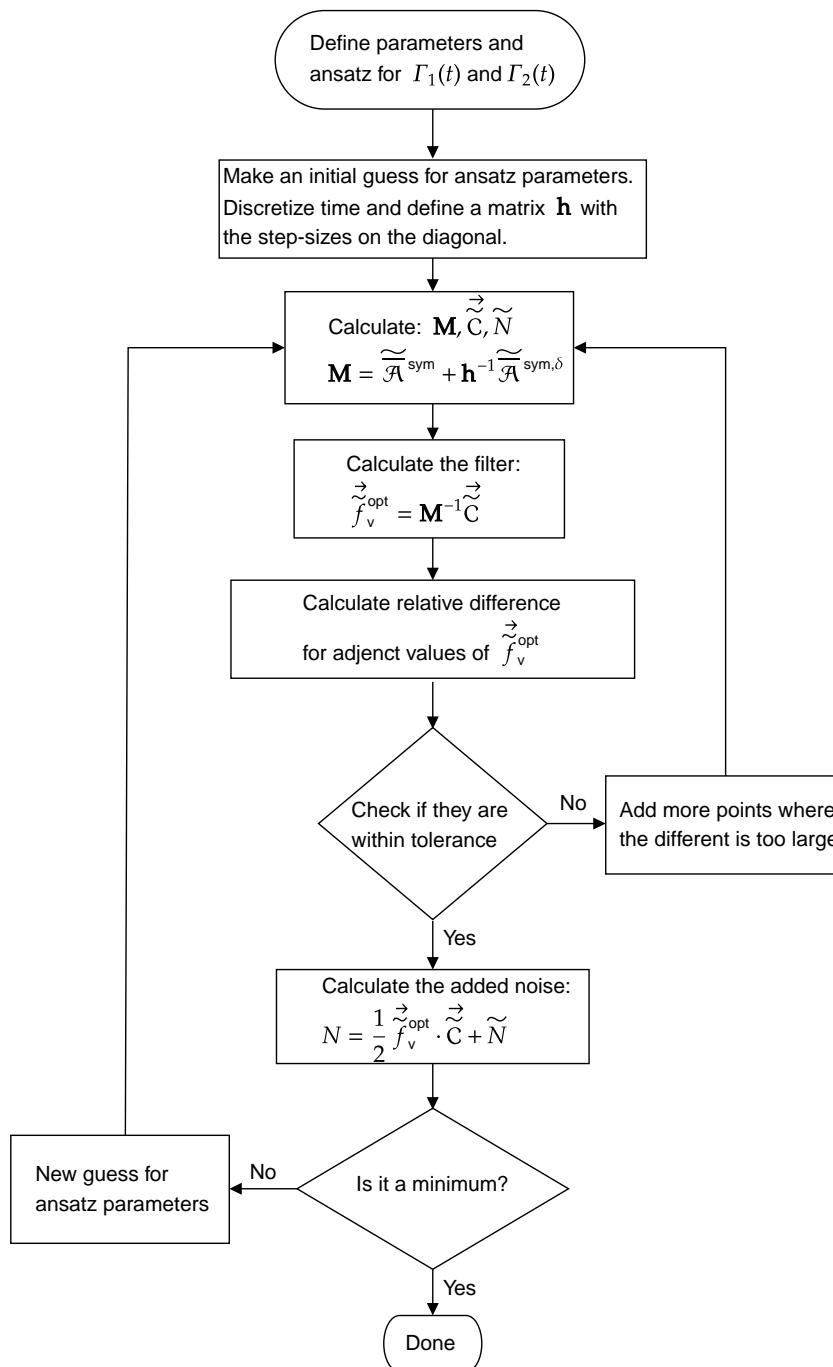 Define parameters and
ansatz for Γ₁(t) and Γ₂(t)
Make an initial guess for ansatz parameters.
Discretize time and define a matrix 𝐡 with
the step-sizes on the diagonal.
Calculate: 𝐌, C̃⃗, Ñ
𝐌 = 𝒜̿̃ ˢʸᵐ + 𝐡⁻¹ 𝒜̿̃ ˢʸᵐ,ᵟ
Calculate the filter:
f̃⃗ᵥᵒᵖᵗ = 𝐌⁻¹ C̃⃗
Calculate relative difference
for adjenct values of f̃⃗ᵥᵒᵖᵗ
Check if they are
within tolerance
No
Add more points where
the different is too large
Yes
Calculate the added noise:
N = 1/2 f̃⃗ᵥᵒᵖᵗ · C̃⃗ + Ñ
New guess for
ansatz parameters
No
Is it a minimum?
Yes
Done